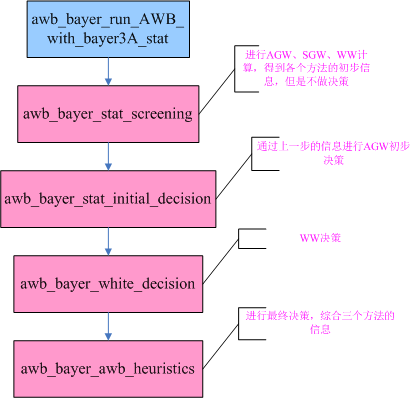 awb_bayer_run_AWB_
with_bayer3A_stat
进行AGW、SGW、WW计
算，得到各个方法的初步信
息，但是不做决策
awb_bayer_stat_screening
通过上一步的信息进行AGW初步
决策
awb_bayer_stat_initial_decision
WW决策
awb_bayer_white_decision
进行最终决策，综合三个方法的
信息
awb_bayer_awb_heuristics